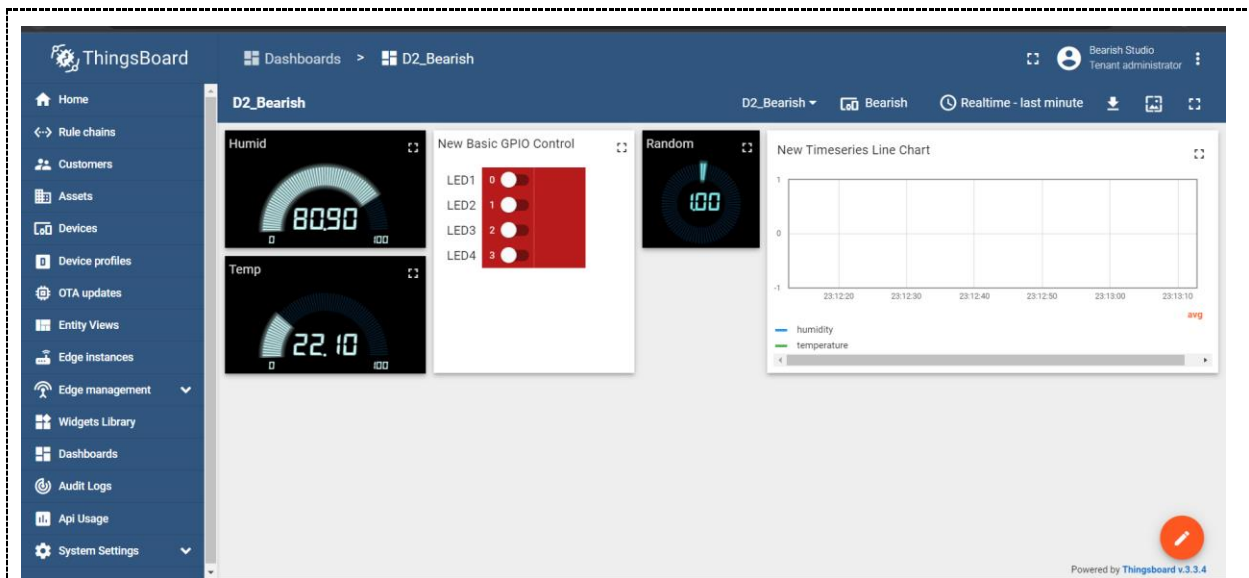 ThingsBoard
Dashboards > D2_Bearish
Bearish Studio
Tenant administrator
Home
Rule chains
Customers
Assets
Devices
Device profiles
OTA updates
Entity Views
Edge instances
Edge management
Widgets Library
Dashboards
Audit Logs
Api Usage
System Settings
D2_Bearish
D2_Bearish
Bearish
Realtime - last minute
Humid
80.90
0
100
Temp
22.10
0
100
New Basic GPIO Control
LED1 0
LED2 1
LED3 2
LED4 3
Random
1.00
New Timeseries Line Chart
1
0
-1
23:12:20 23:12:30 23:12:40 23:12:50 23:13:00 23:13:10
avg
humidity
temperature
Powered by Thingsboard v.3.3.4